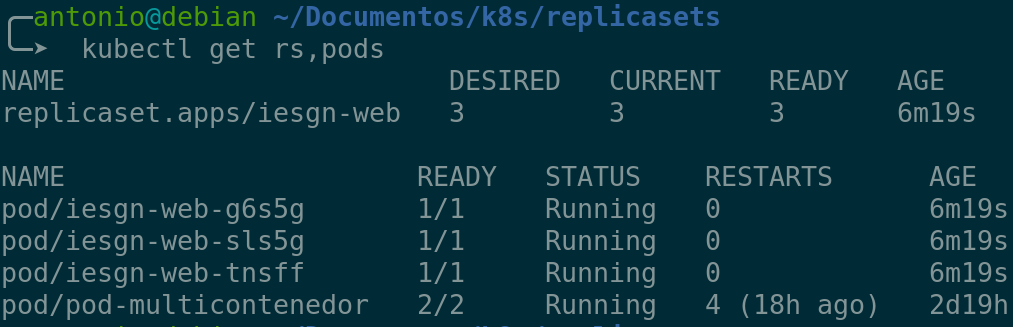 antonio@debian ~/Documentos/k8s/replicasets
➤ kubectl get rs,pods
NAME DESIRED CURRENT READY AGE
replicaset.apps/iesgn-web 3 3 3 6m19s
NAME READY STATUS RESTARTS AGE
pod/iesgn-web-g6s5g 1/1 Running 0 6m19s
pod/iesgn-web-sls5g 1/1 Running 0 6m19s
pod/iesgn-web-tnsff 1/1 Running 0 6m19s
pod/pod-multicontenedor 2/2 Running 4 (18h ago) 2d19h